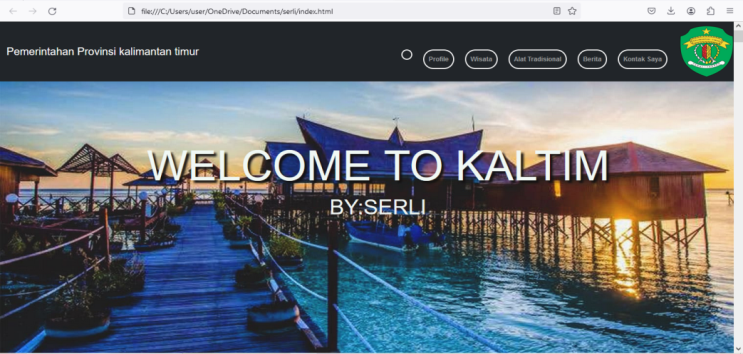 file:///C:/Users/user/OneDrive/Documents/serli/index.html
Pemerintahan Provinsi kalimantan timur
Profile
Wisata
Alat Tradisional
Berita
Kontak Saya
WELCOME TO KALTIM
BY:SERLI